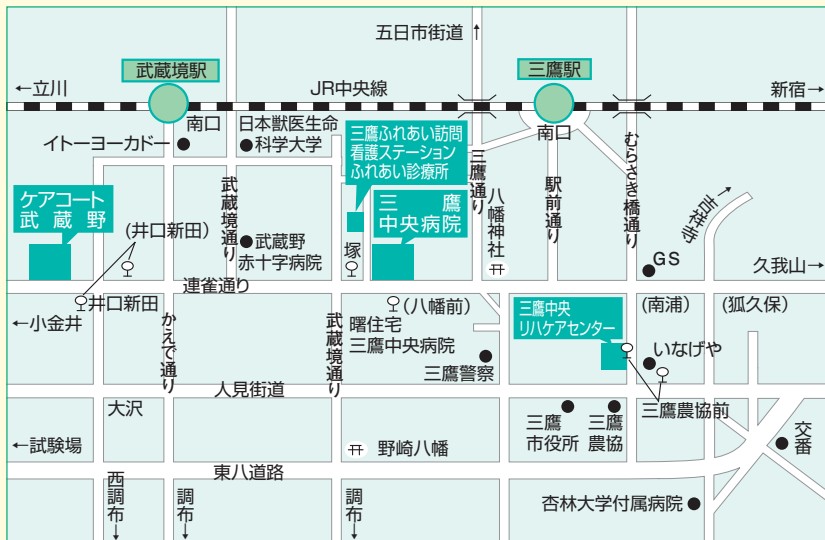 五日市街道↑
武蔵境駅
三鷹駅
←立川
JR中央線
新宿→
南口
日本獣医生命
科学大学
イトーヨーカドー
三鷹ふれあい訪問
看護ステーション
ふれあい診療所
南口
三鷹通り
むらさき橋通り
武蔵境通り
駅前通り
八幡神社
吉祥寺→
ケアコート
武蔵野
三鷹
中央病院
(井口新田)
武蔵野
赤十字病院
塚
GS
久我山→
連雀通り
井口新田
(八幡前)
三鷹中央
リハケアセンター
(南浦)
(狐久保)
←小金井
かえで通り
武蔵境通り
曙住宅
三鷹中央病院
三鷹警察
いなげや
人見街道
大沢
三鷹農協前
三鷹
市役所
三鷹
農協
交番
←試験場
野崎八幡
東八道路
西調布→
調布→
調布→
杏林大学付属病院